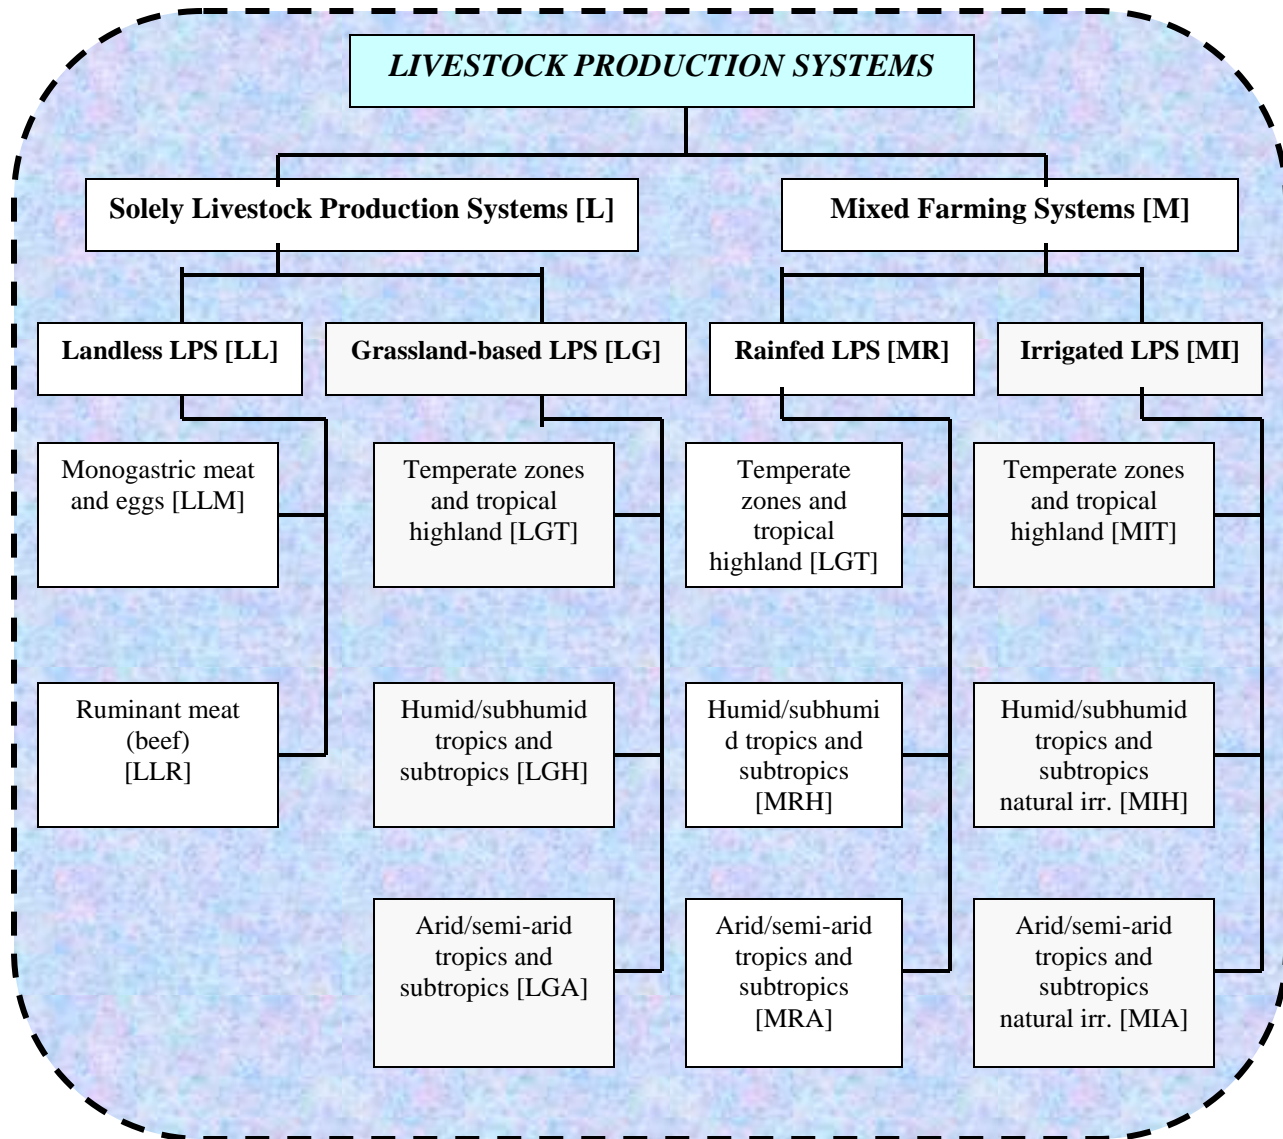 LIVESTOCK PRODUCTION SYSTEMS
Solely Livestock Production Systems [L]
Mixed Farming Systems [M]
Landless LPS [LL]
Grassland-based LPS [LG]
Rainfed LPS [MR]
Irrigated LPS [MI]
Monogastric meat
and eggs [LLM]
Temperate zones
and tropical
highland [LGT]
Temperate
zones and
tropical
highland [LGT]
Temperate zones
and tropical
highland [MIT]
Ruminant meat
(beef)
[LLR]
Humid/subhumid
tropics and
subtropics [LGH]
Humid/subhumi
d tropics and
subtropics
[MRH]
Humid/subhumid
tropics and
subtropics
natural irr. [MIH]
Arid/semi-arid
tropics and
subtropics [LGA]
Arid/semi-arid
tropics and
subtropics
[MRA]
Arid/semi-arid
tropics and
subtropics
natural irr. [MIA]